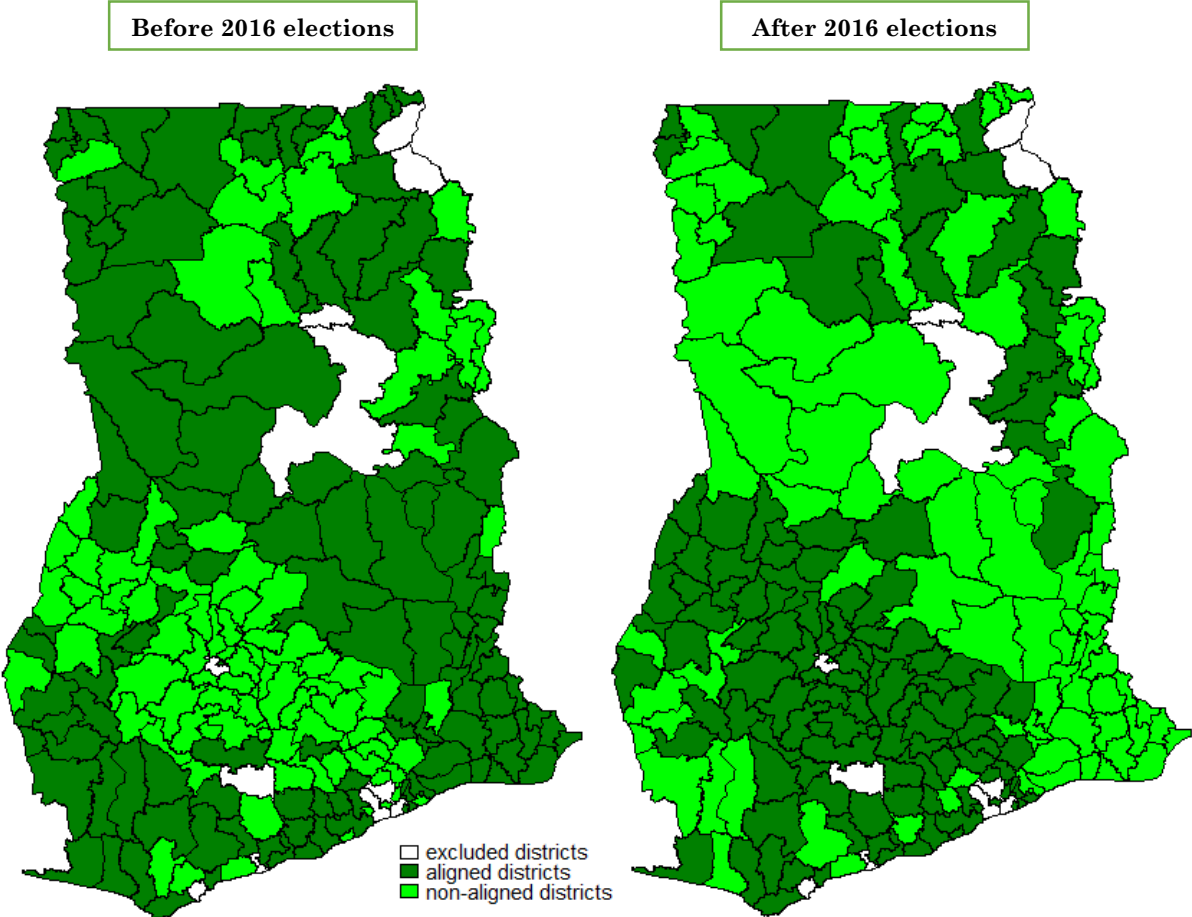 Before 2016 elections
After 2016 elections
excluded districts
aligned districts
non-aligned districts